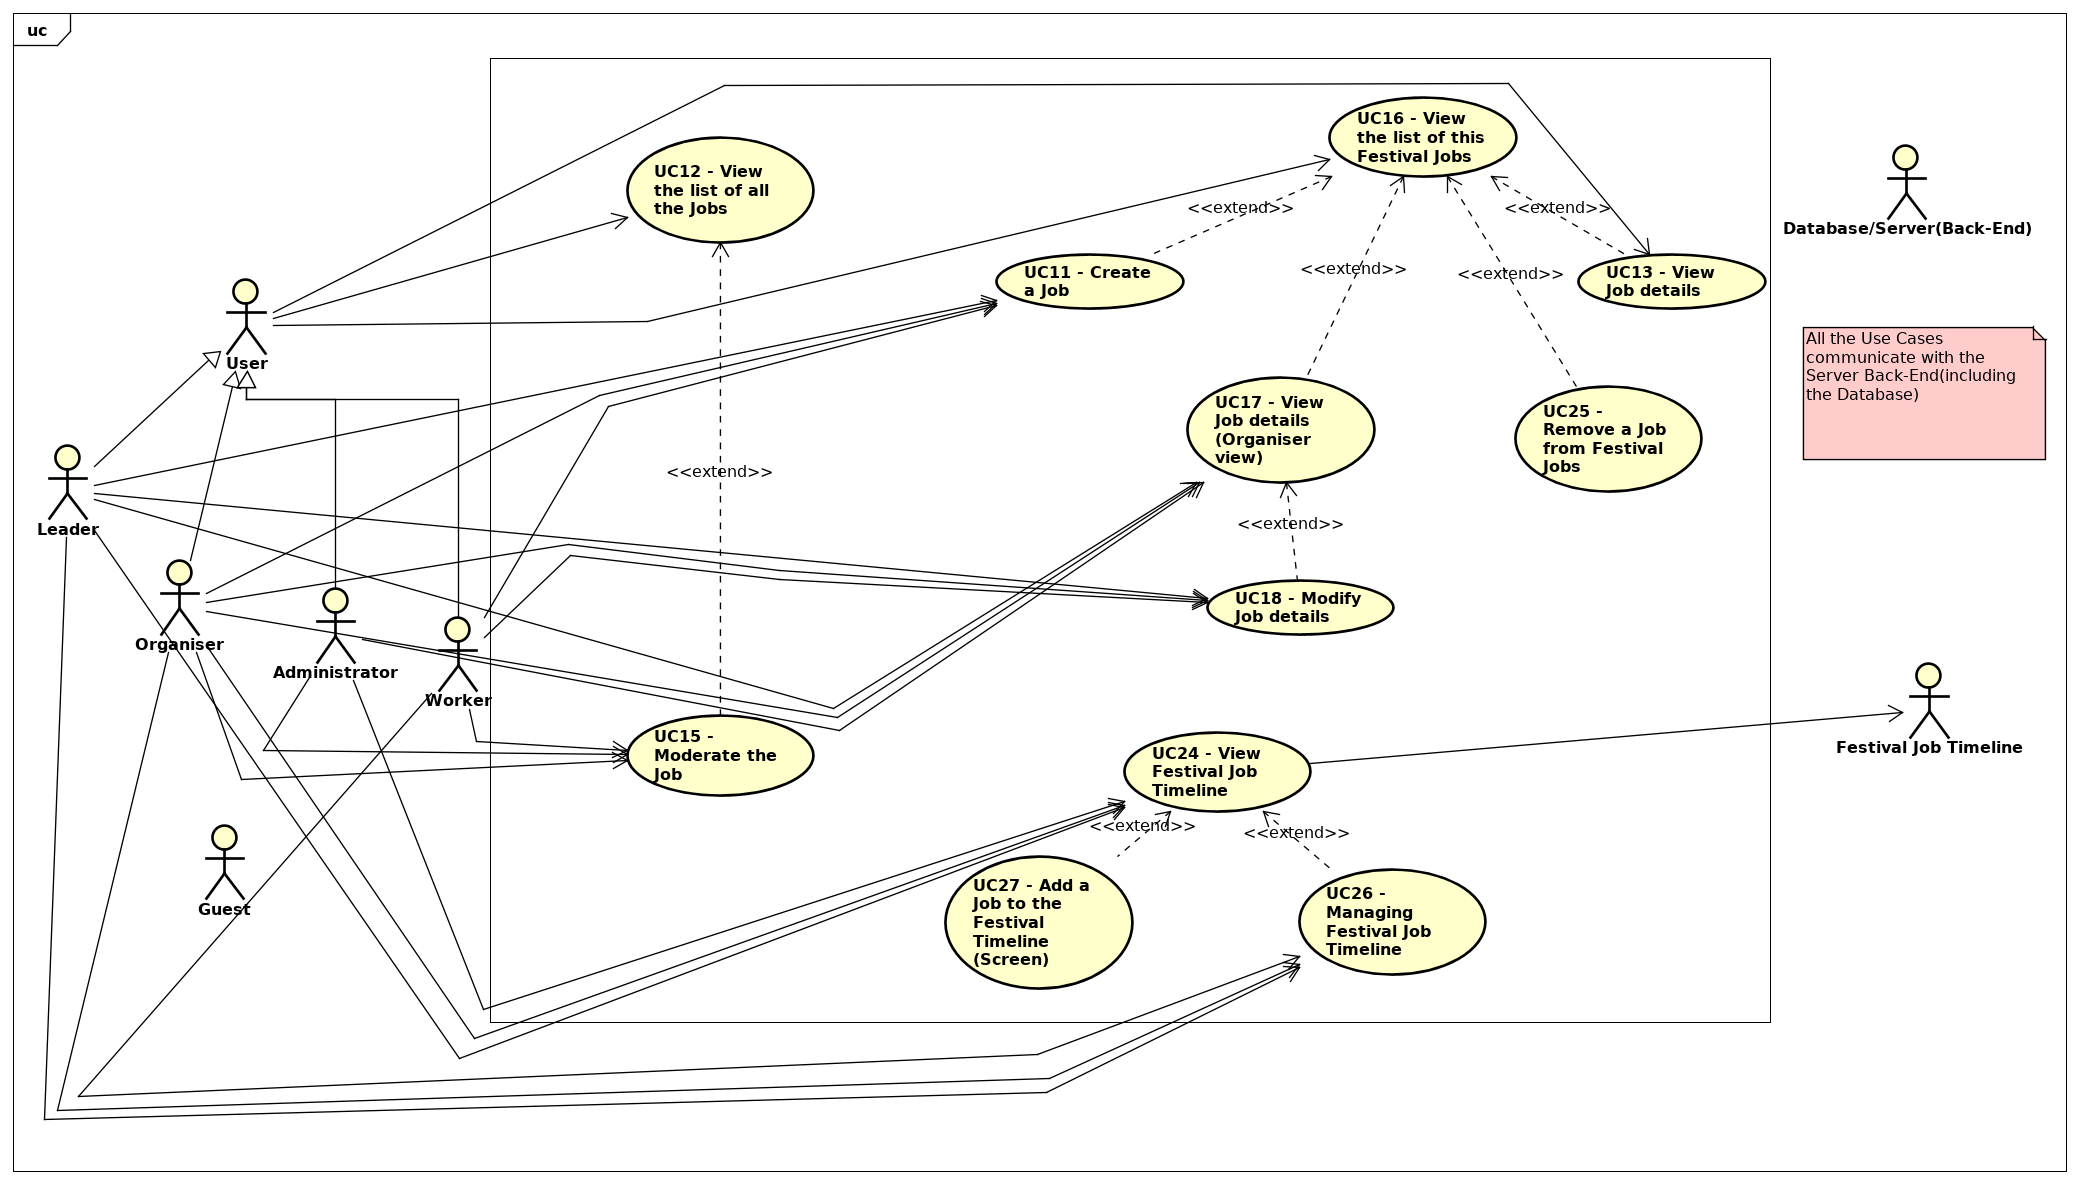 uc
UC16 - View
the list of this
Festival Jobs
UC12 - View
the list of all
the Jobs
<<extend>>
<<extend>>
Database/Server(Back-End)
UC11 - Create
a Job
<<extend>>
<<extend>>
UC13 - View
Job details
User
All the Use Cases
communicate with the
Server Back-End(including
the Database)
UC17 - View
Job details
(Organiser
view)
UC25 -
Remove a Job
from Festival
Jobs
<<extend>>
Leader
<<extend>>
UC18 - Modify
Job details
Organiser
Administrator
Worker
UC15 -
Moderate the
Job
UC24 - View
Festival Job
Timeline
Festival Job Timeline
<<extend>>
<<extend>>
Guest
UC27 - Add a
Job to the
Festival
Timeline
(Screen)
UC26 -
Managing
Festival Job
Timeline